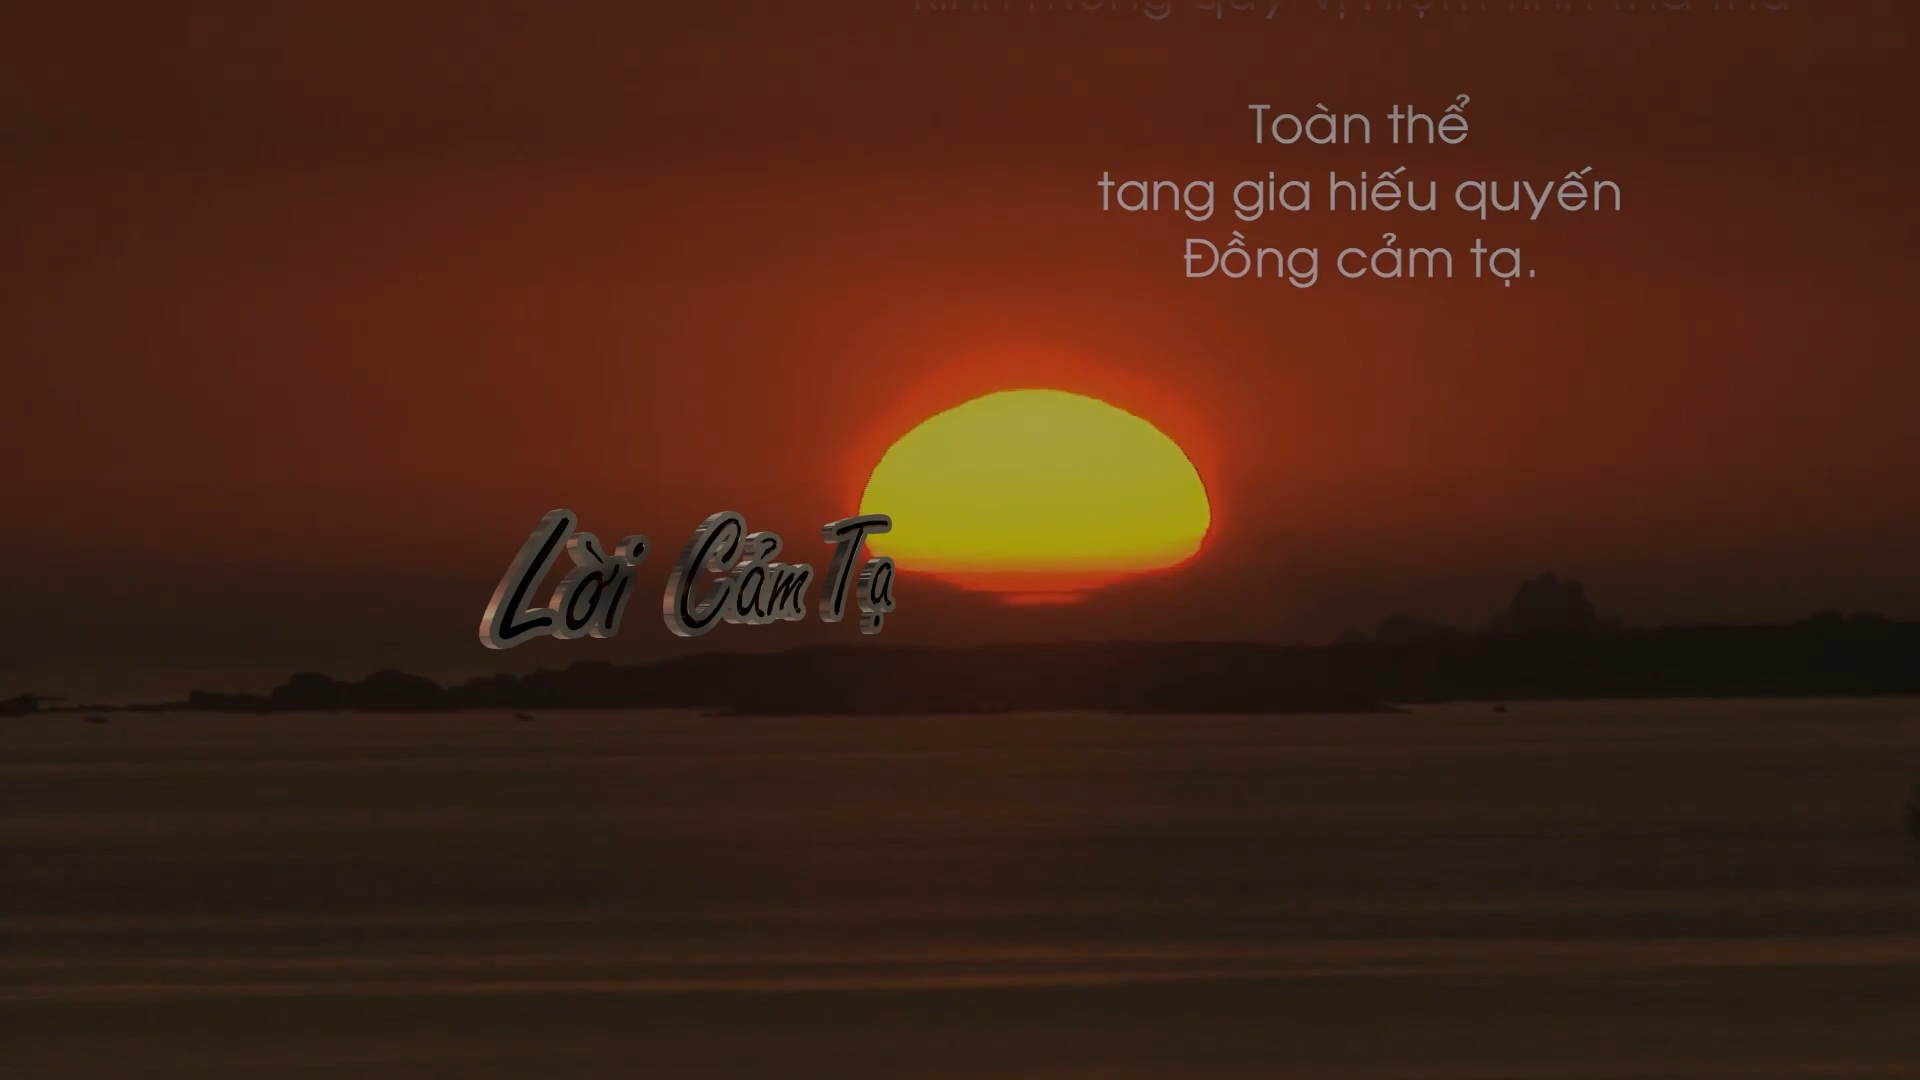 Toàn thể
tang gia hiếu quyến
Đồng cảm tạ.
Lời Cảm Tạ